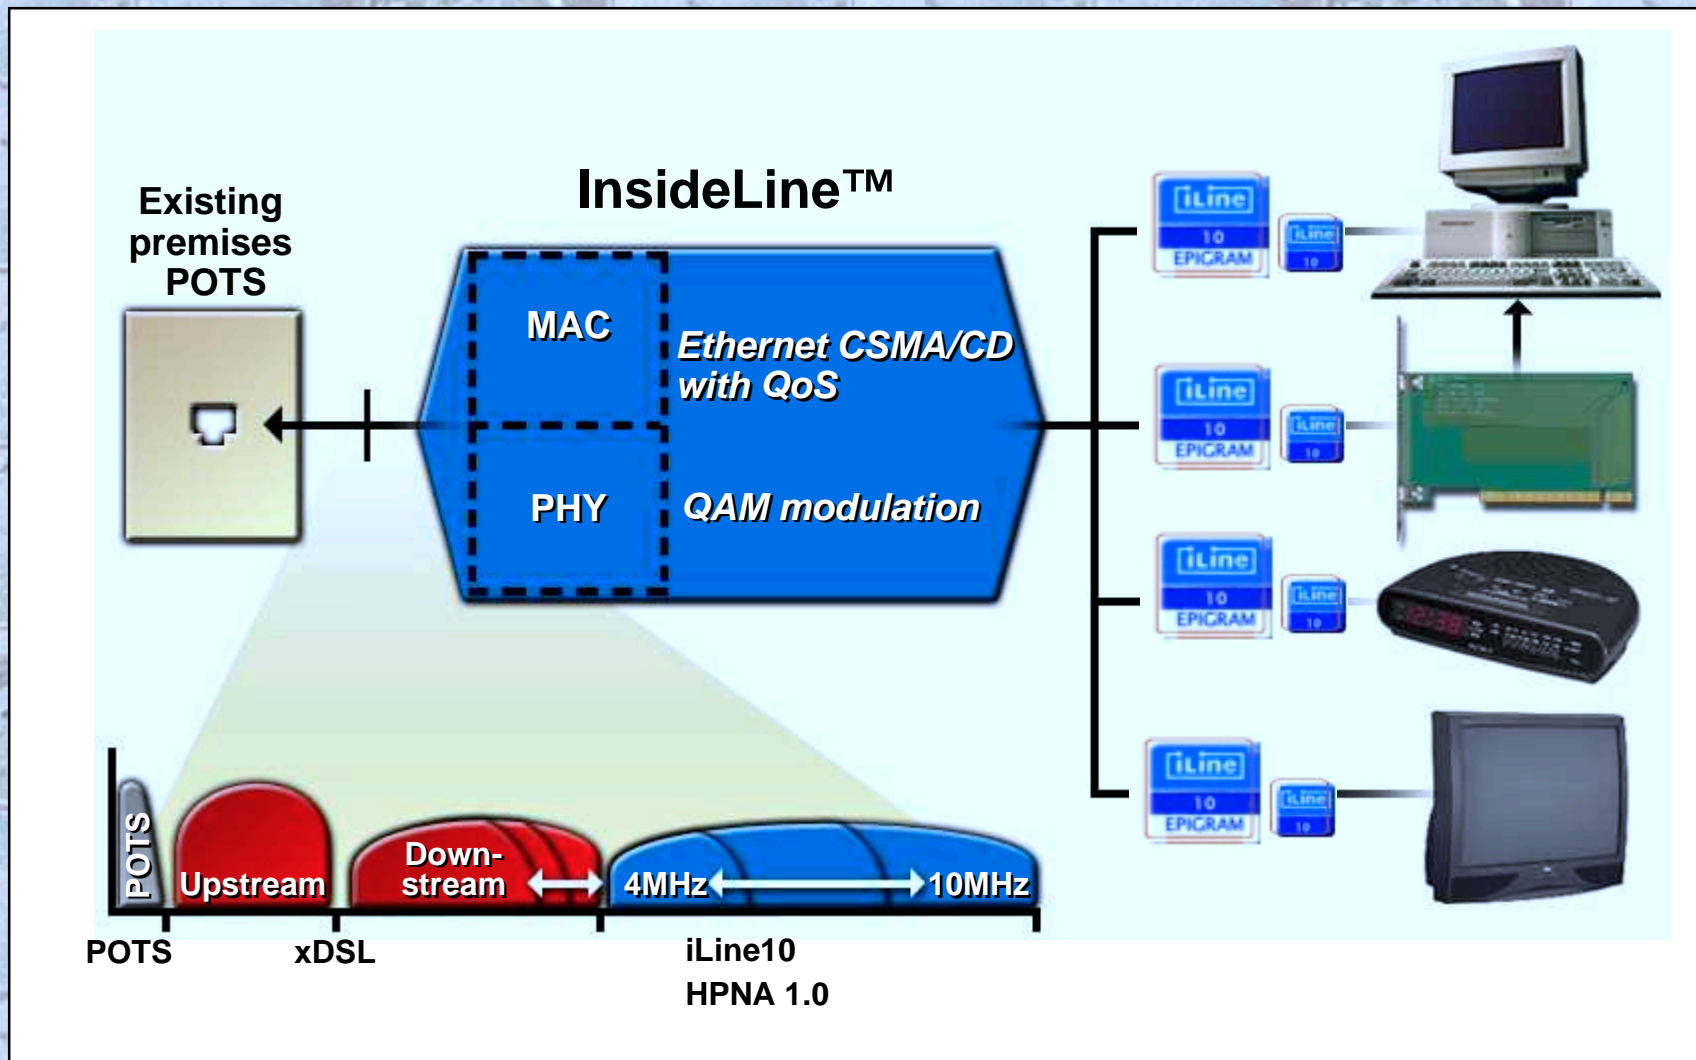 InsideLine™
Existing
premises
POTS
MAC
Ethernet CSMA/CD
with QoS
PHY
QAM modulation
iLine
10
EPIGRAM
iLine
10
iLine
10
EPIGRAM
iLine
10
iLine
10
EPIGRAM
iLine
10
12:38
iLine
10
EPIGRAM
iLine
10
POTS
Upstream
Down-
stream
4MHz
10MHz
POTS
xDSL
iLine10
HPNA 1.0